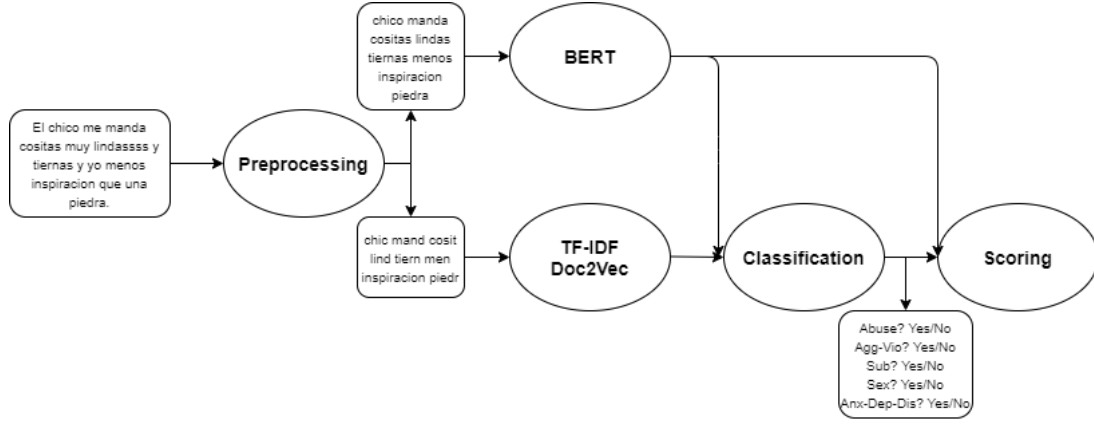 El chico me manda
cositas muy lindassss y
tiernas y yo menos
inspiracion que una
piedra.
Preprocessing
chico manda
cositas lindas
tiernas menos
inspiracion
piedra
BERT
chic mand cosit
lind tiern men
inspiracion piedr
TF-IDF
Doc2Vec
Classification
Scoring
Abuse? Yes/No
Agg-Vio? Yes/No
Sub? Yes/No
Sex? Yes/No
Anx-Dep-Dis? Yes/No